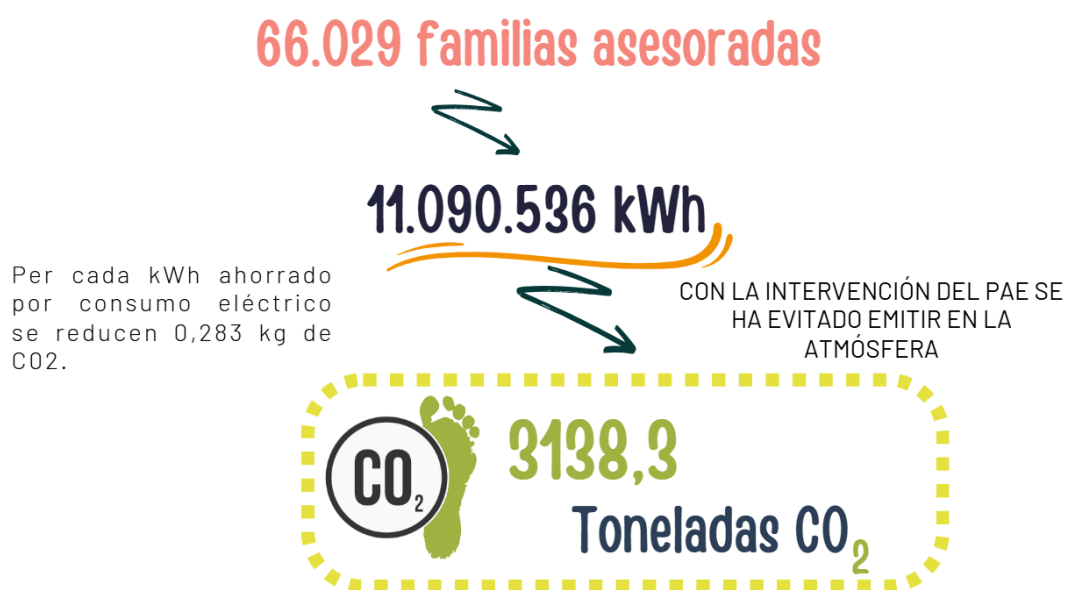 66.029 familias asesoradas
11.090.536 kWh
Per cada kWh ahorrado
por consumo eléctrico
se reducen 0,283 kg de
CO2.
CON LA INTERVENCIÓN DEL PAE SE
HA EVITADO EMITIR EN LA
ATMÓSFERA
CO₂
3138,3
Toneladas CO₂